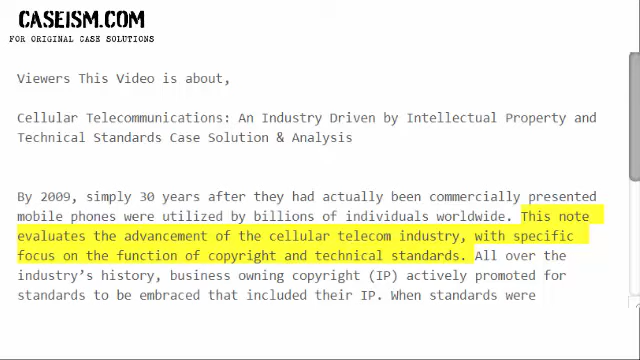 CASEISM.COM
FOR ORIGINAL CASE SOLUTIONS
Viewers This Video is about,
Cellular Telecommunications: An Industry Driven by Intellectual Property and
Technical Standards Case Solution & Analysis
By 2009, simply 30 years after they had actually been commercially presented
mobile phones were utilized by billions of individuals worldwide. This note
evaluates the advancement of the cellular telecom industry, with specific
focus on the function of copyright and technical standards. All over the
industry's history, business owning copyright (IP) actively promoted for
standards to be embraced that included their IP. When standards were